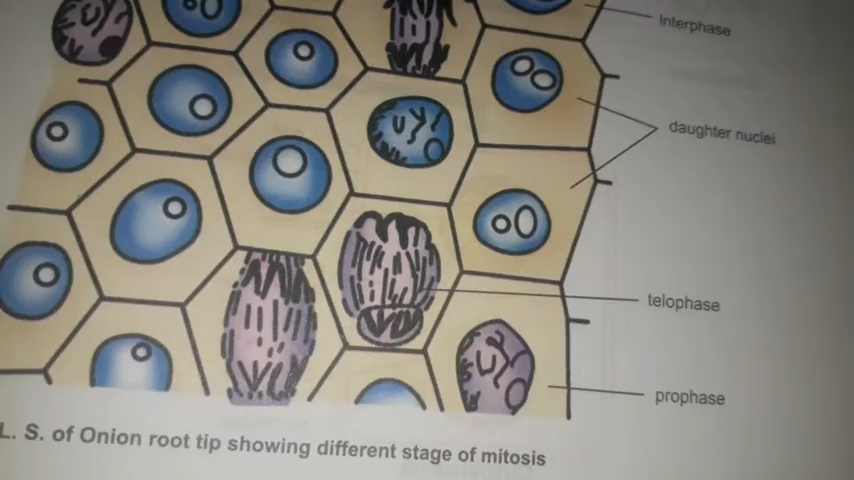 Interphase
daughter nuclei
telophase
prophase
L. S. of Onion root tip showing different stage of mitosis